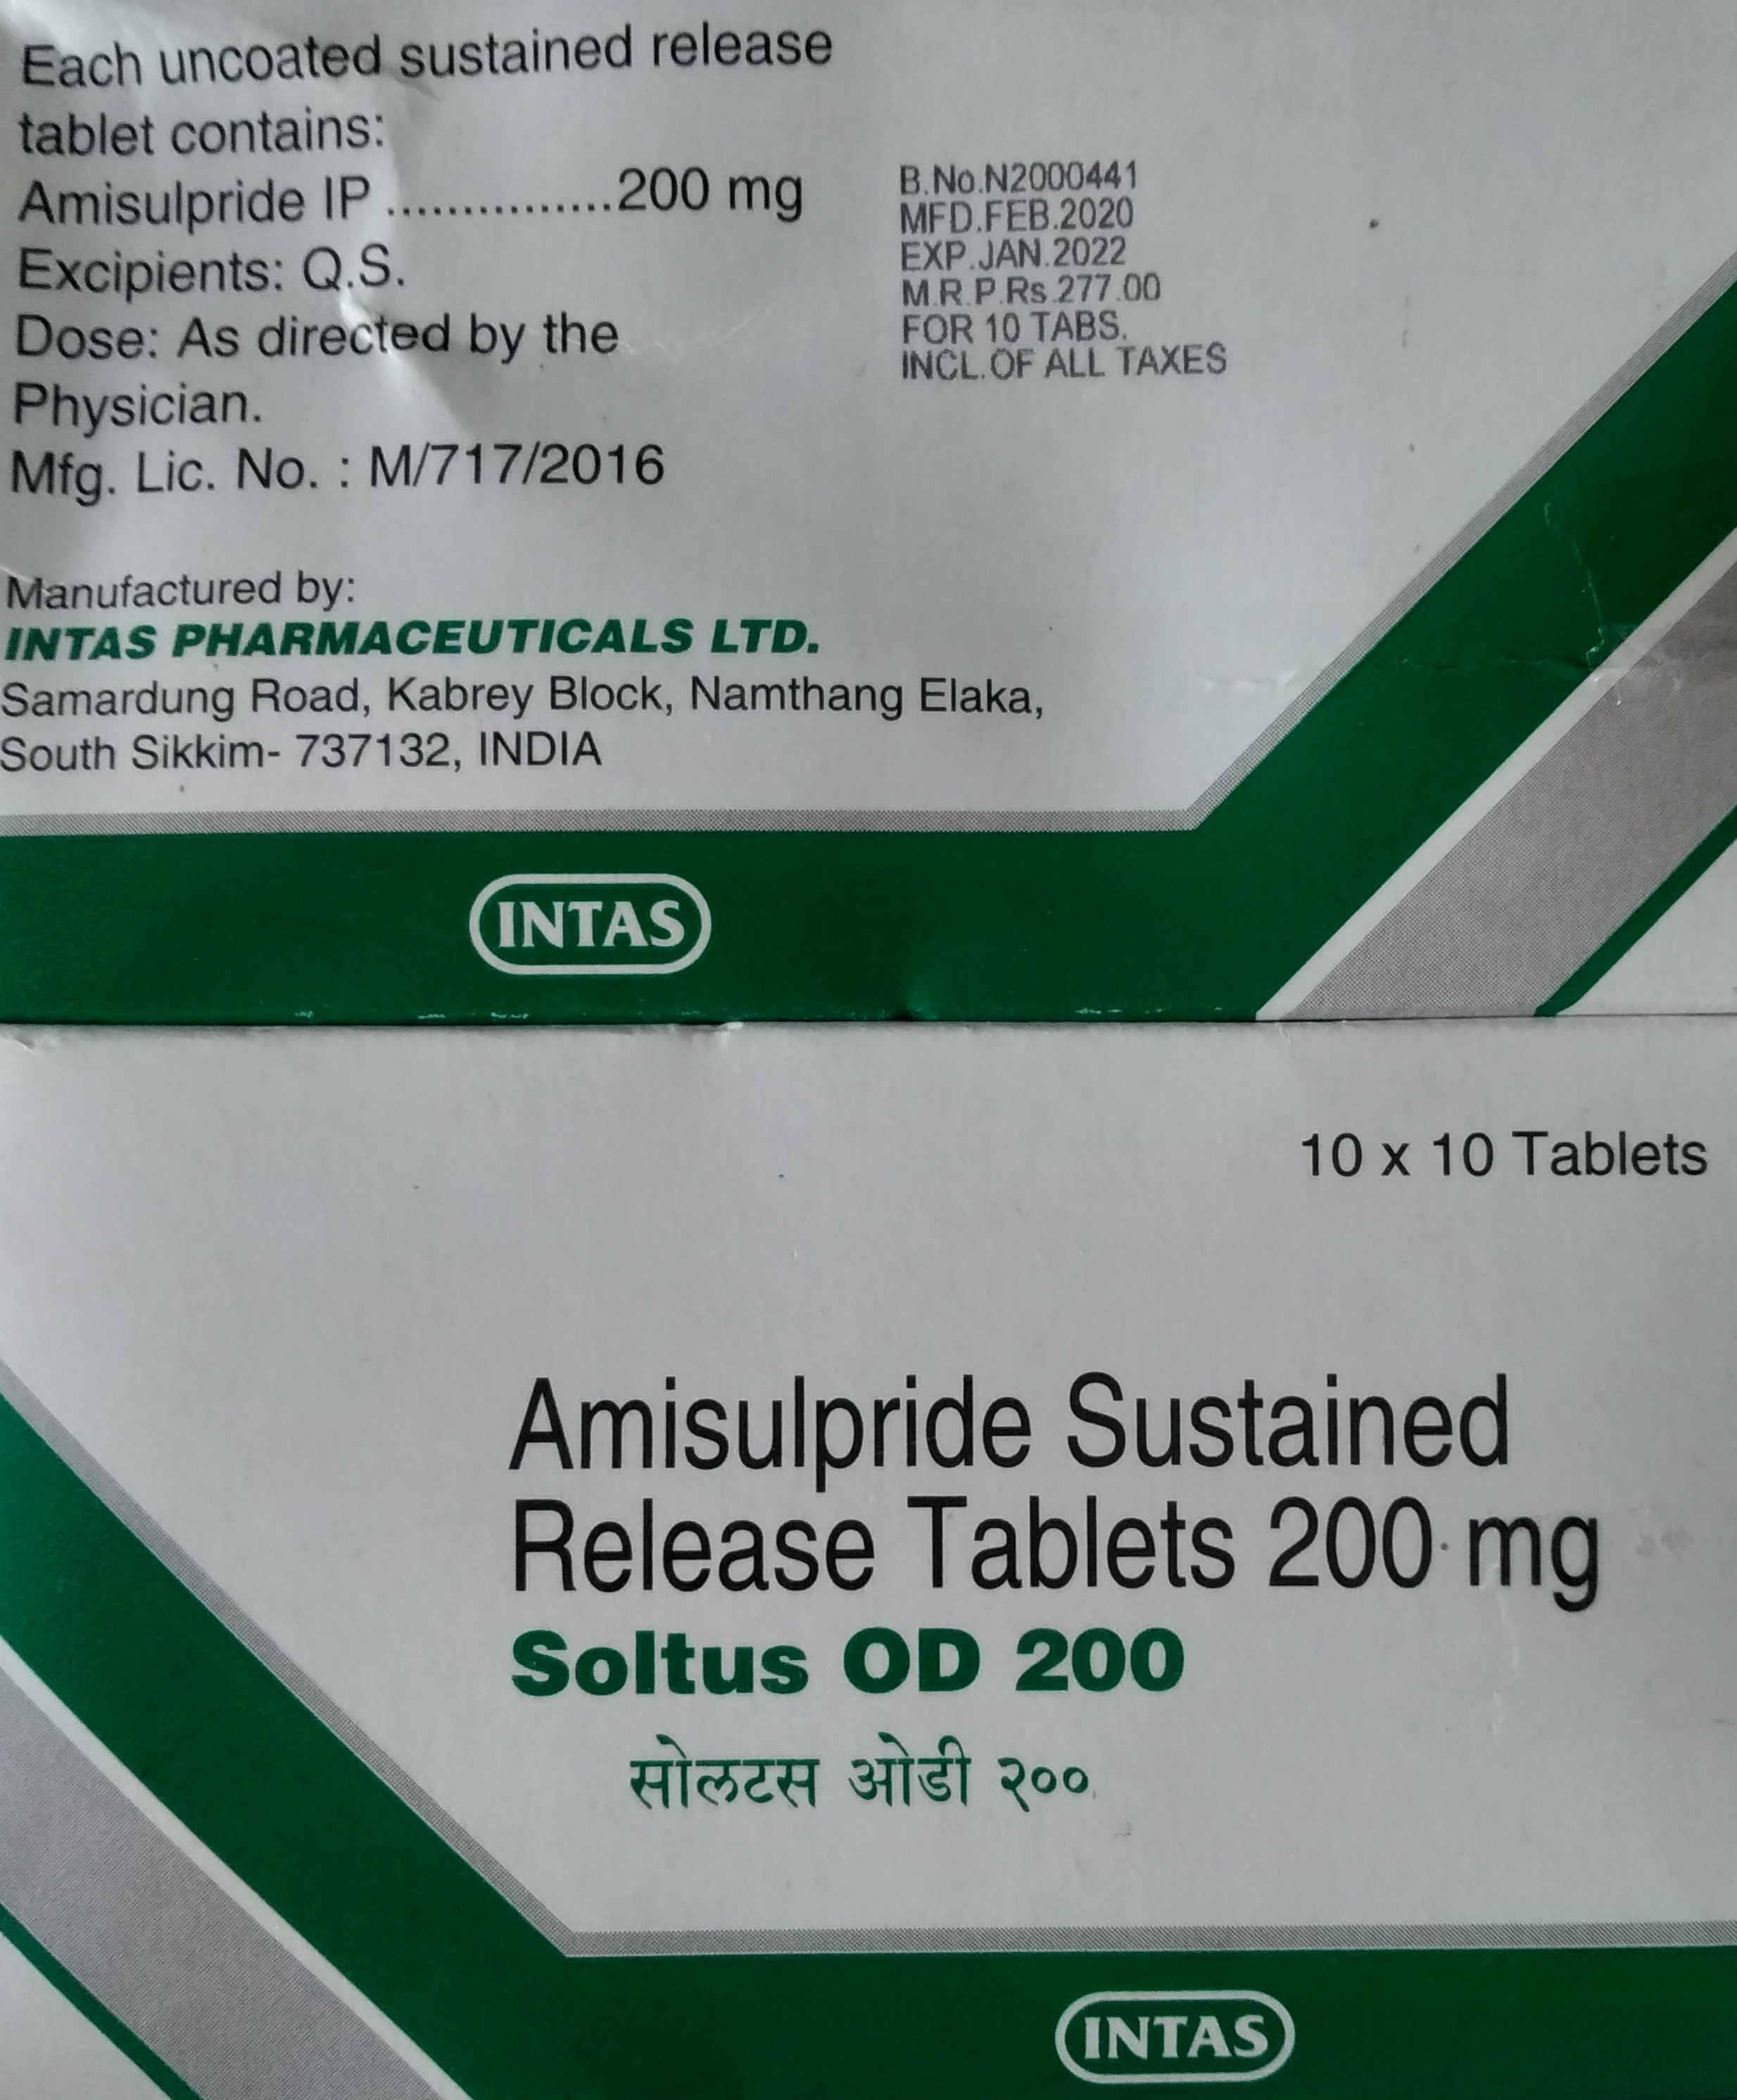 Each uncoated sustained release
tablet contains:
Amisulpride IP ...............200 mg
Excipients: Q.S.
Dose: As directed by the
Physician.
Mfg. Lic. No. : M/717/2016
B.No.N2000441
MFD.FEB.2020
EXP.JAN.2022
M.R.P.Rs.277.00
FOR 10 TABS.
INCL.OF ALL TAXES
Manufactured by:
INTAS PHARMACEUTICALS LTD.
Samardung Road, Kabrey Block, Namthang Elaka,
South Sikkim- 737132, INDIA
INTAS
10 x 10 Tablets
Amisulpride Sustained
Release Tablets 200 mg
Soltus OD 200
सोलटस ओडी २००
INTAS